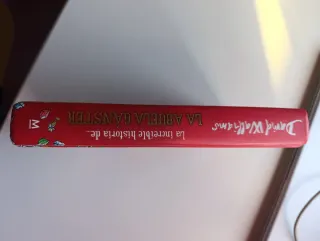 David Walliams
La increíble historia de...
LA ABUELA GÁNSTER
M